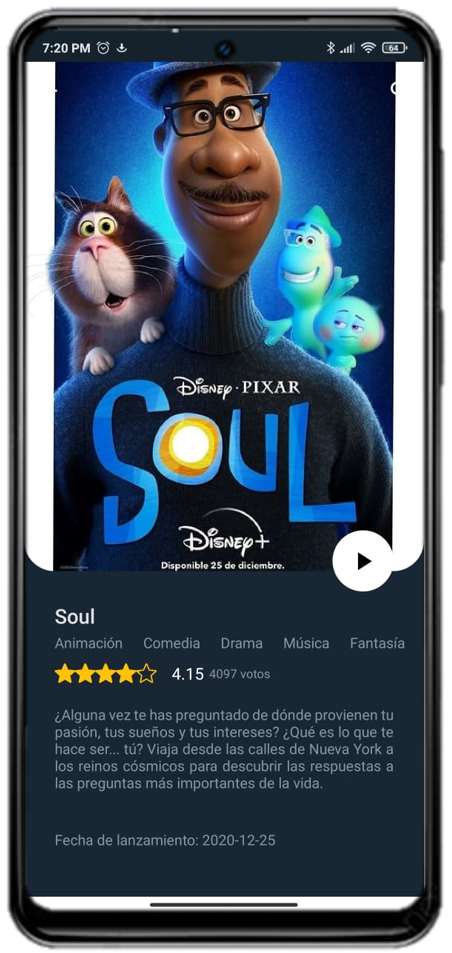 7:20 PM
64
Disney · PIXAR
SOUL
Disney+
Disponible 25 de diciembre.
Soul
Animación Comedia Drama Música Fantasía
4.15 4097 votos
¿Alguna vez te has preguntado de dónde provienen tu
pasión, tus sueños y tus intereses? ¿Qué es lo que te
hace ser... tú? Viaja desde las calles de Nueva York a
los reinos cósmicos para descubrir las respuestas a
las preguntas más importantes de la vida.
Fecha de lanzamiento: 2020-12-25